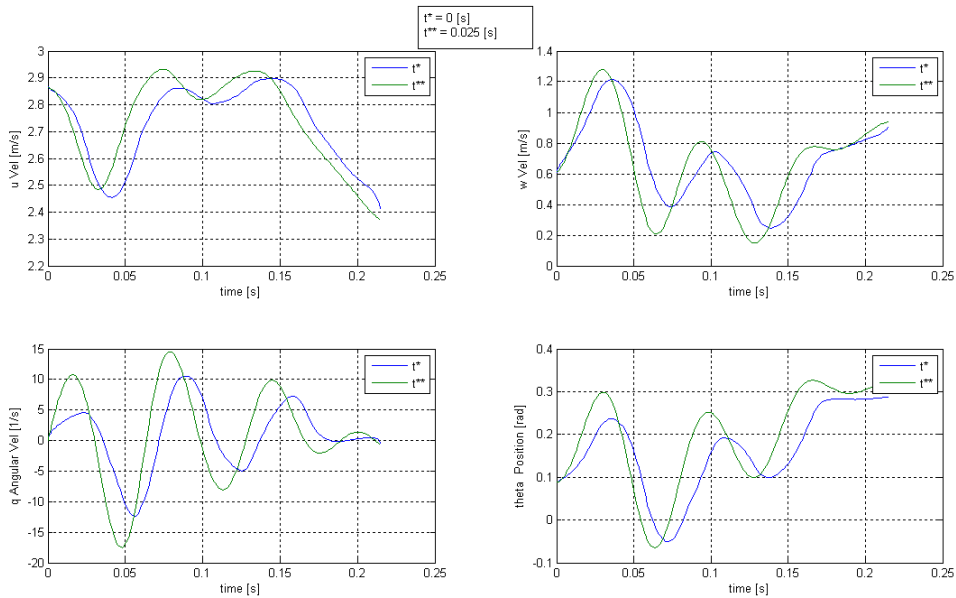 t* = 0 [s]
t** = 0.025 [s]
3
2.9
2.8
2.7
2.6
2.5
2.4
2.3
2.2
u Vel [m/s]
0 0.05 0.1 0.15 0.2 0.25
time [s]
t*
t**
1.4
1.2
1
0.8
0.6
0.4
0.2
0
w Vel [m/s]
0 0.05 0.1 0.15 0.2 0.25
time [s]
t*
t**
15
10
5
0
-5
-10
-15
-20
q Angular Vel [1/s]
0 0.05 0.1 0.15 0.2 0.25
time [s]
t*
t**
0.4
0.3
0.2
0.1
0
-0.1
theta Position [rad]
0 0.05 0.1 0.15 0.2 0.25
time [s]
t*
t**